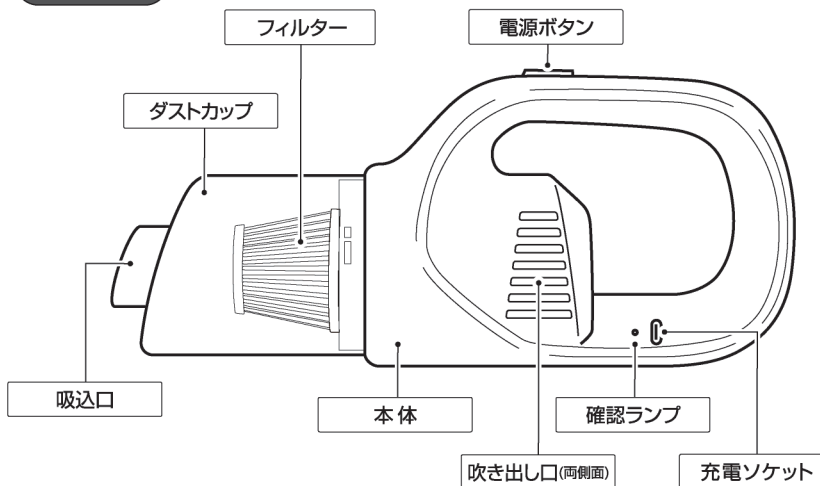 フィルター
電源ボタン
ダストカップ
吸込口
本体
確認ランプ
吹き出し口(両側面)
充電ソケット